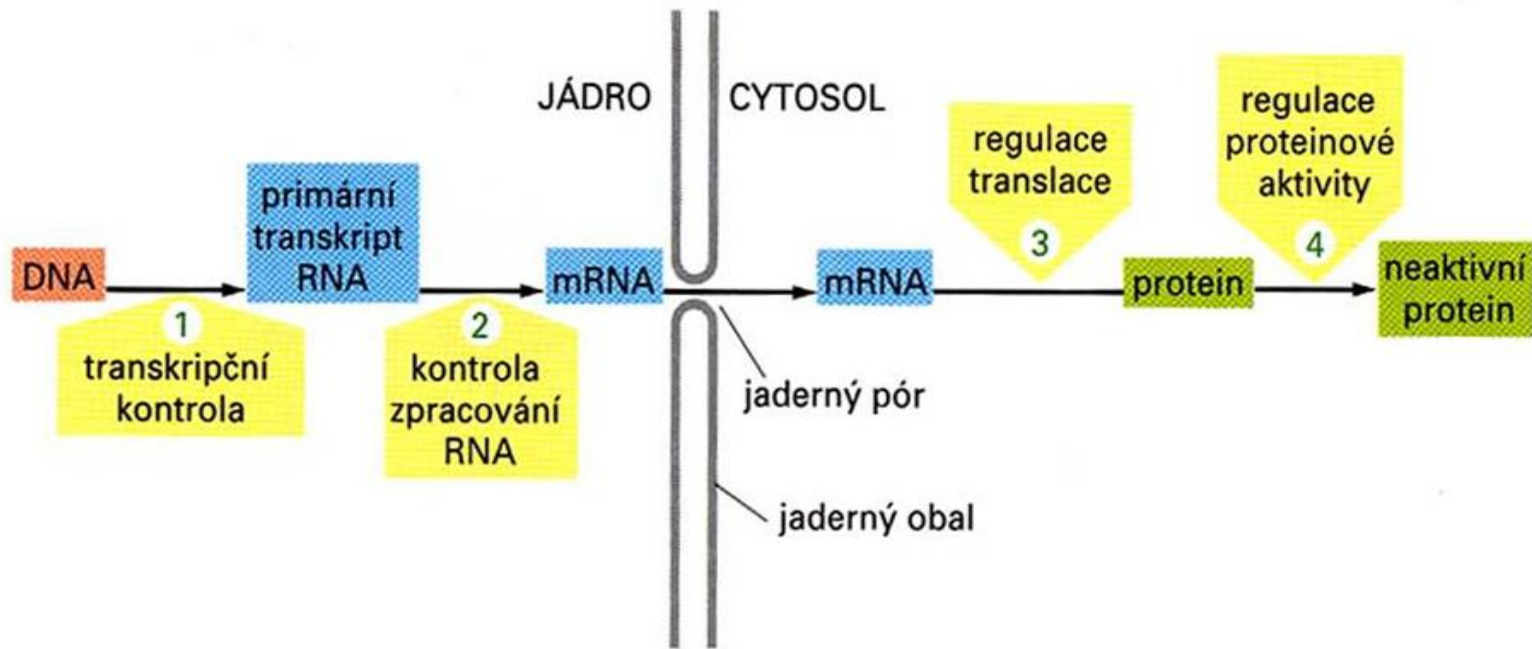 JÁDRO
CYTOSOL
DNA
1
transkripční
kontrola
primární
transkript
RNA
2
kontrola
zpracování
RNA
mRNA
jaderný pór
jaderný obal
mRNA
regulace
translace
3
protein
regulace
proteinové
aktivity
4
neaktivní
protein